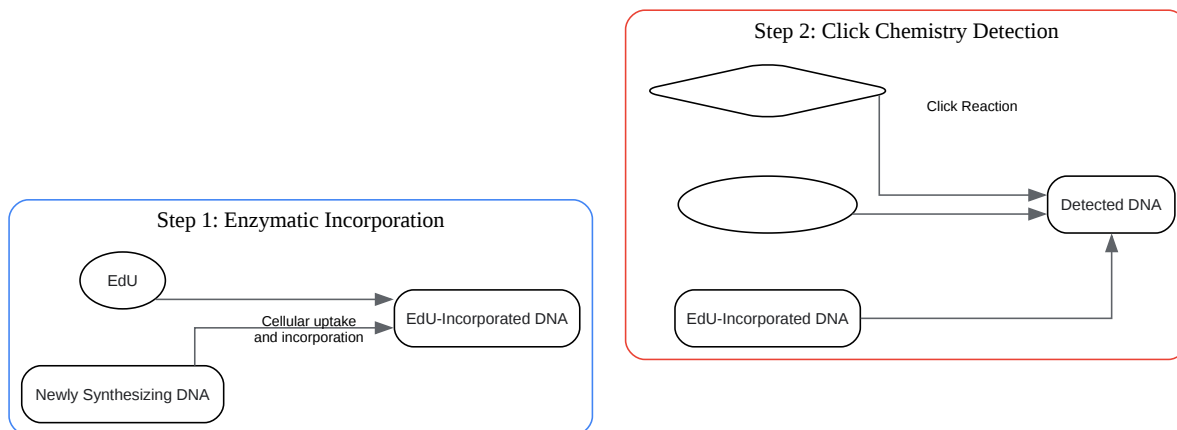 Step 1: Enzymatic Incorporation
EdU
Cellular uptake
and incorporation
EdU-Incorporated DNA
Newly Synthesizing DNA
Step 2: Click Chemistry Detection
Click Reaction
Detected DNA
EdU-Incorporated DNA